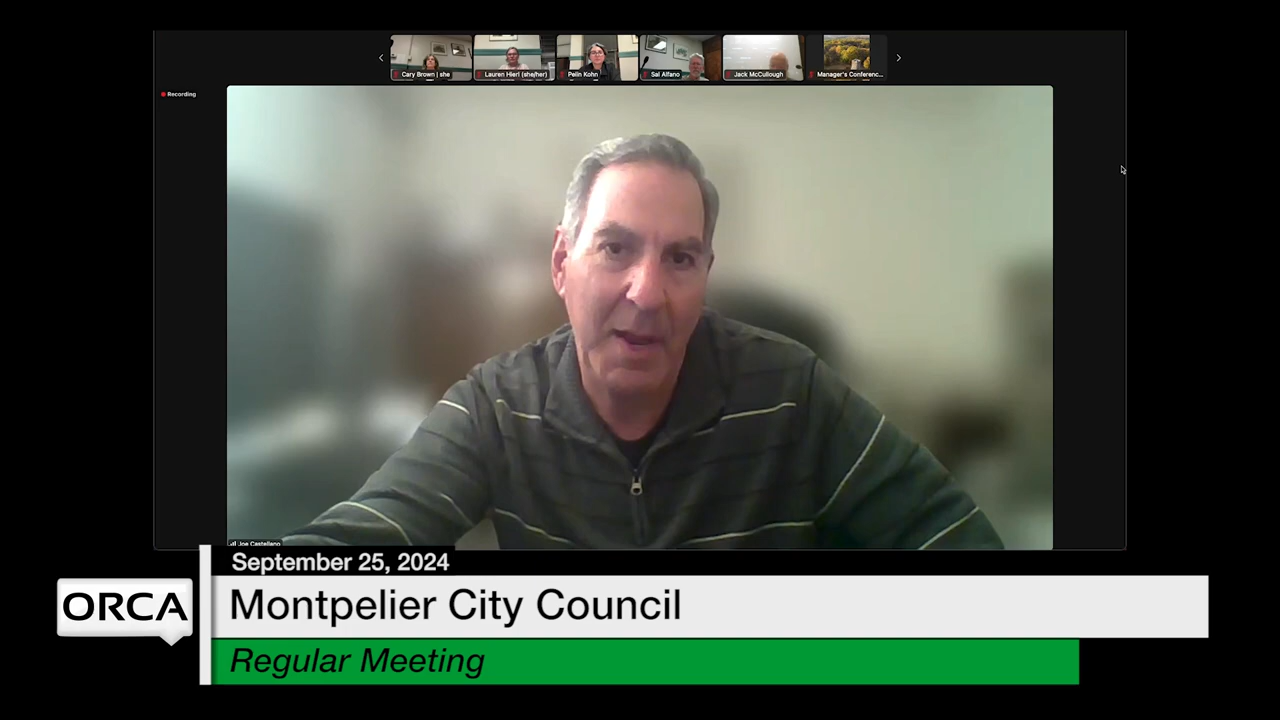 Cary Brown | she
Lauren Hierl (she/her)
Pelin Kohn
Sal Alfano
Jack McCullough
Manager's Conferenc...
Recording
Joe Castellano
September 25, 2024
ORCA
Montpelier City Council
Regular Meeting